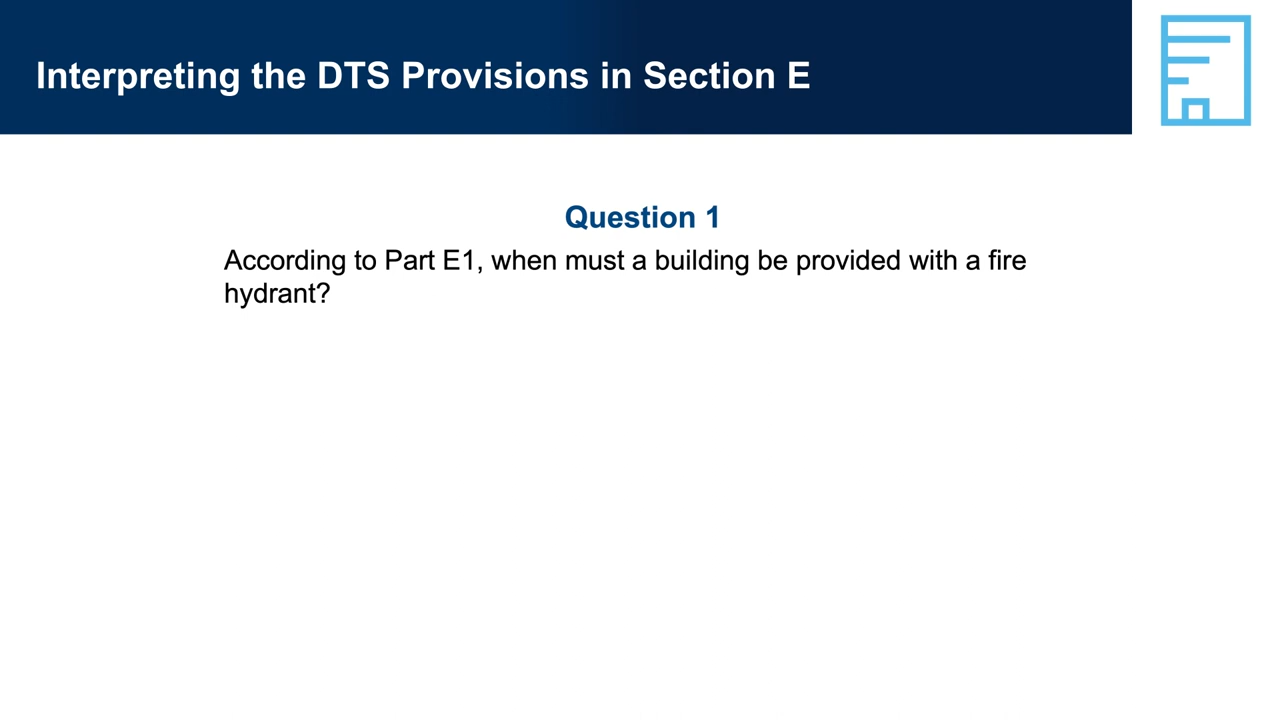 Interpreting the DTS Provisions in Section E
Question 1
According to Part E1, when must a building be provided with a fire
hydrant?